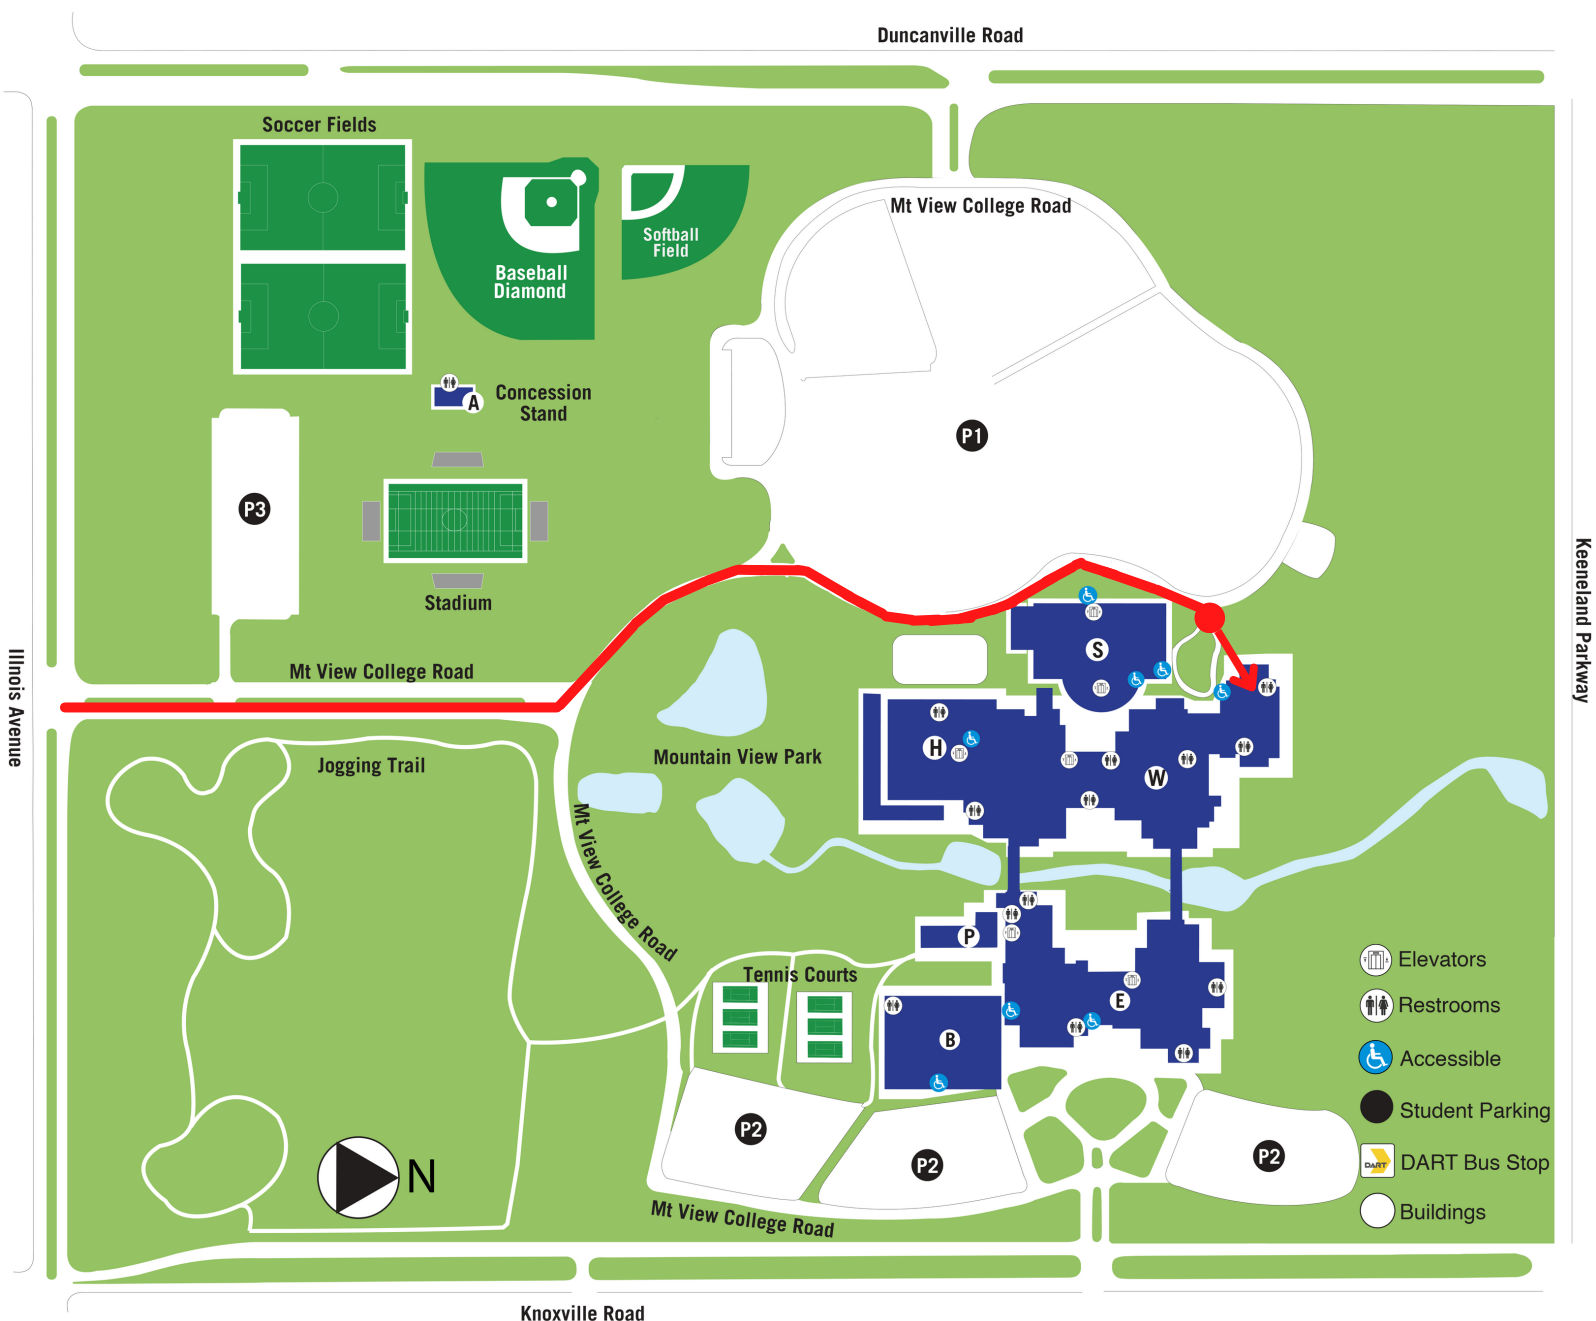 Duncanville Road
Soccer Fields
Mt View College Road
Softball
Field
Baseball
Diamond
A
Concession
Stand
P1
P3
Stadium
Keeneland Parkway
Illinois Avenue
Mt View College Road
S
H
Mountain View Park
Jogging Trail
W
Mt View College Road
P
Tennis Courts
E
B
Elevators
Restrooms
Accessible
Student Parking
DART
DART Bus Stop
Buildings
P2
P2
P2
N
Mt View College Road
Knoxville Road